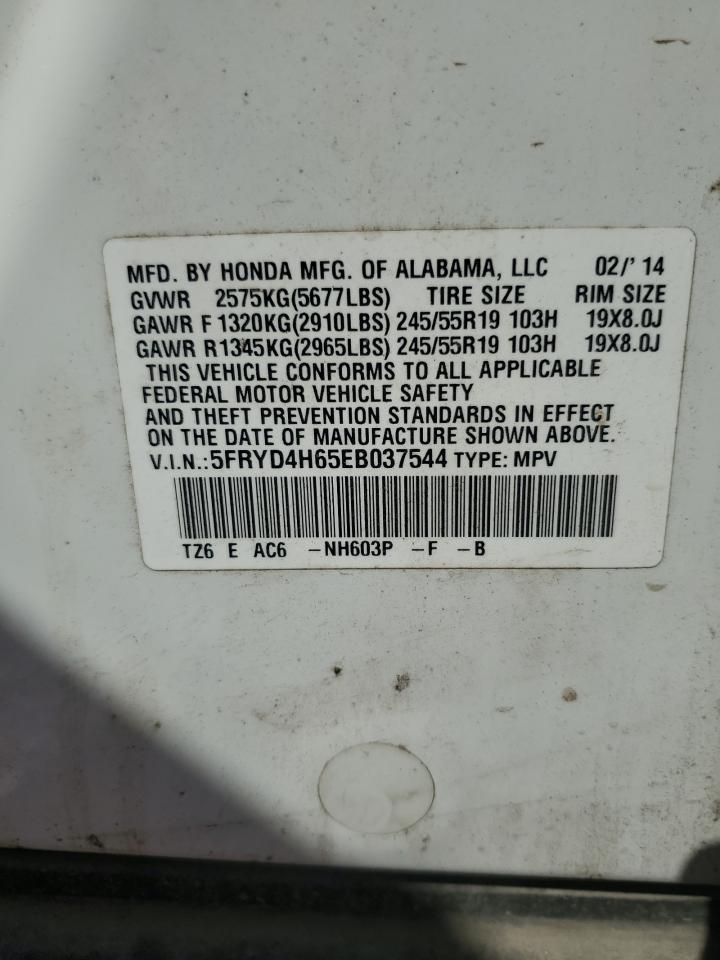 MFD. BY HONDA MFG. OF ALABAMA, LLC 02/'14
GVWR 2575KG(5677LBS) TIRE SIZE RIM SIZE
GAWR F 1320KG(2910LBS) 245/55R19 103H 19X8.0J
GAWR R1345KG(2965LBS) 245/55R19 103H 19X8.0J
THIS VEHICLE CONFORMS TO ALL APPLICABLE
FEDERAL MOTOR VEHICLE SAFETY
AND THEFT PREVENTION STANDARDS IN EFFECT
ON THE DATE OF MANUFACTURE SHOWN ABOVE.
V.I.N.:5FRYD4H65EB037544 TYPE: MPV
TZ6 E AC6 -NH603P -F -B